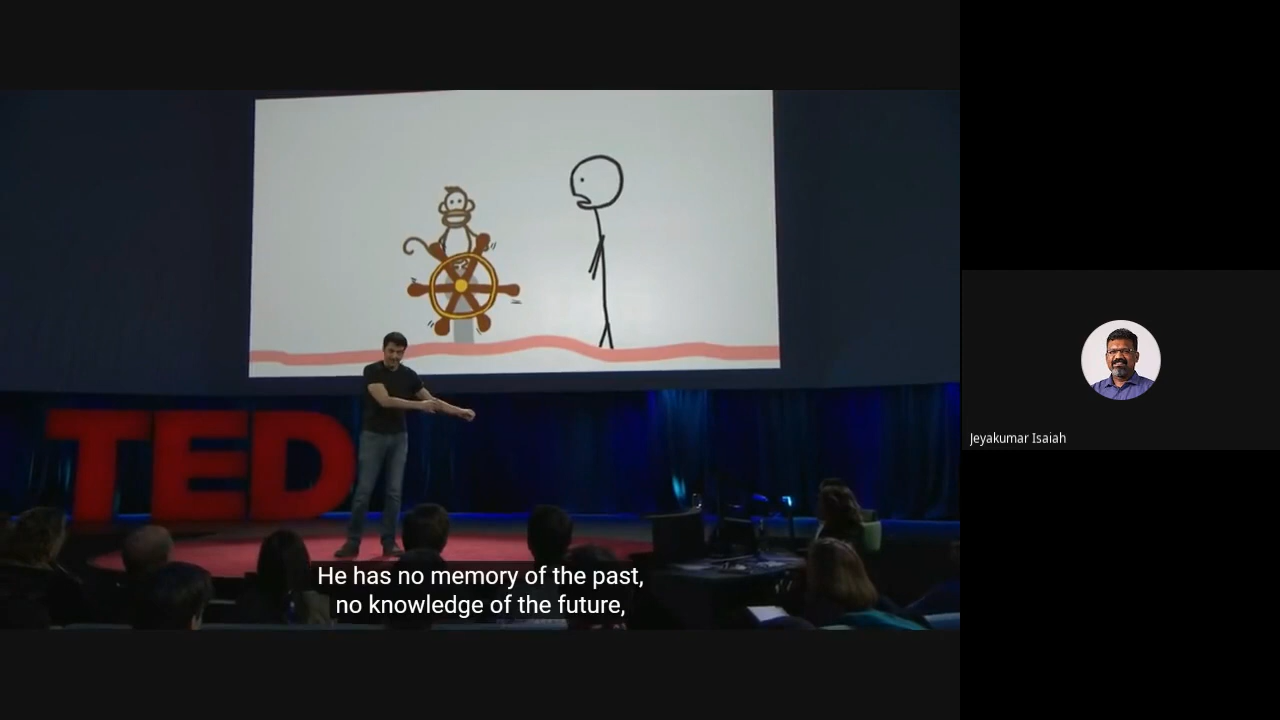 TED
He has no memory of the past,
no knowledge of the future,
Jeyakumar Isaiah